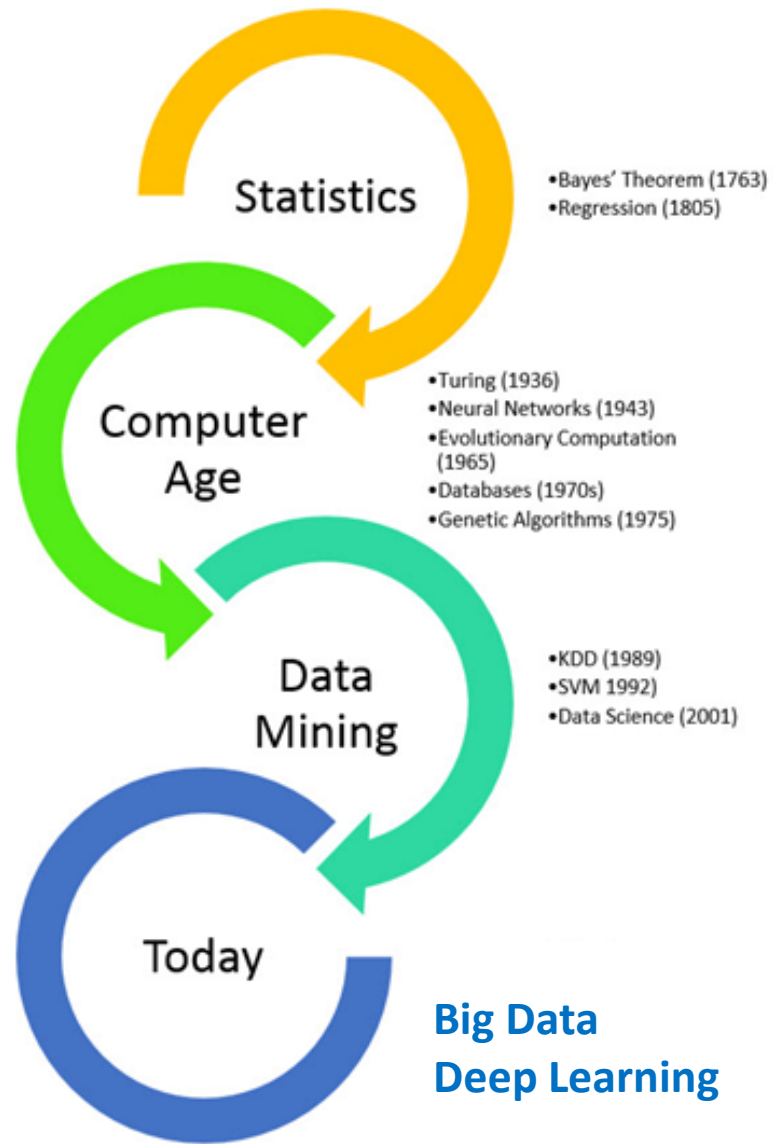 Statistics
•Bayes' Theorem (1763)
•Regression (1805)
Computer
Age
•Turing (1936)
•Neural Networks (1943)
•Evolutionary Computation
(1965)
•Databases (1970s)
•Genetic Algorithms (1975)
Data
Mining
•KDD (1989)
•SVM 1992)
•Data Science (2001)
Today
Big Data
Deep Learning